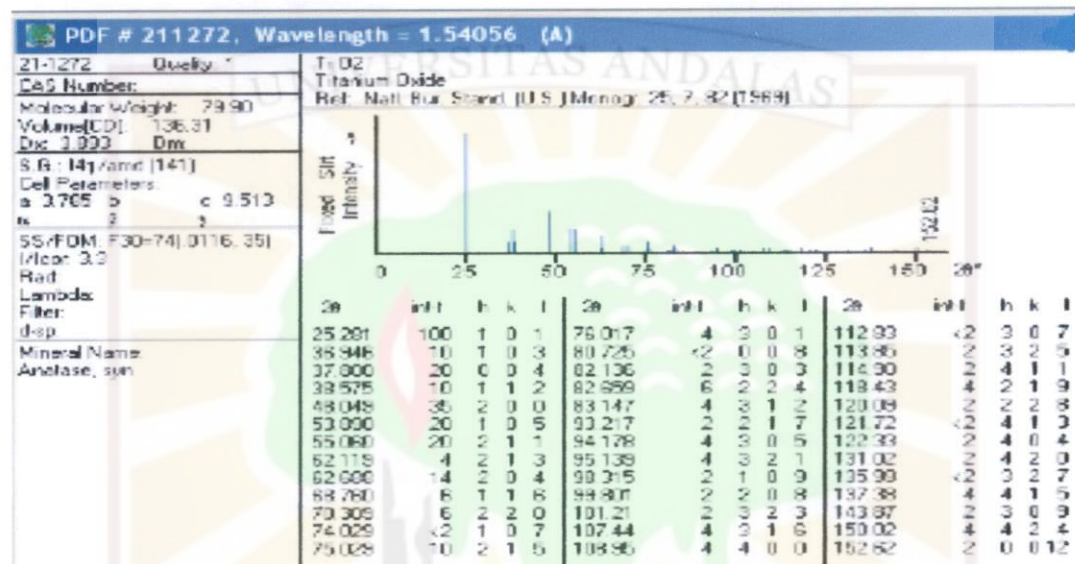 PDF # 211272, Wavelength = 1.54056 (A)
UNIVERSITAS ANDALAS
21-1272 Quality: *
CAS Number:
Molecular Weight: 79.90
Volume[CD]: 136.31
Dx: 3.893 Dm:
S.G.: I41/amd (141)
Cell Parameters:
a 3.785 b c 9.513
SS/FOM: F30=74(.0116, 35)
I/Icor: 3.3
Rad:
Lambda:
Filter:
d-sp:
Mineral Name:
Anatase, syn
Ti O2
Titanium Oxide
Ref: Natl. Bur. Stand. (U.S.) Monogr. 25, 7, 82 (1969)
Fixed Slit
Intensity ->
152.62
0 25 50 75 100 125 150 2θ°
2θ int-f h k l 2θ int-f h k l 2θ int-f h k l
25.281 100 1 0 1 76.017 4 3 0 1 112.83 <2 3 0 7
36.946 10 1 0 3 80.725 <2 0 0 8 113.85 2 3 2 5
37.800 20 0 0 4 82.136 2 3 0 3 114.90 2 4 1 1
38.575 10 1 1 2 82.659 6 2 2 4 118.43 4 2 1 9
48.049 35 2 0 0 83.147 4 3 1 2 120.09 2 2 2 8
53.890 20 1 0 5 93.217 2 2 1 7 121.72 <2 4 1 3
55.060 20 2 1 1 94.178 4 3 0 5 122.33 2 4 0 4
62.119 4 2 1 3 95.139 4 3 2 1 131.02 2 4 2 0
62.688 14 2 0 4 98.315 2 1 0 9 135.99 <2 3 2 7
68.760 6 1 1 6 99.801 2 2 0 8 137.38 4 4 1 5
70.309 6 2 2 0 101.21 2 3 2 3 143.87 2 3 0 9
74.029 <2 1 0 7 107.44 4 3 1 6 150.02 4 4 2 4
75.029 10 2 1 5 108.95 4 4 0 0 152.62 2 0 0 12